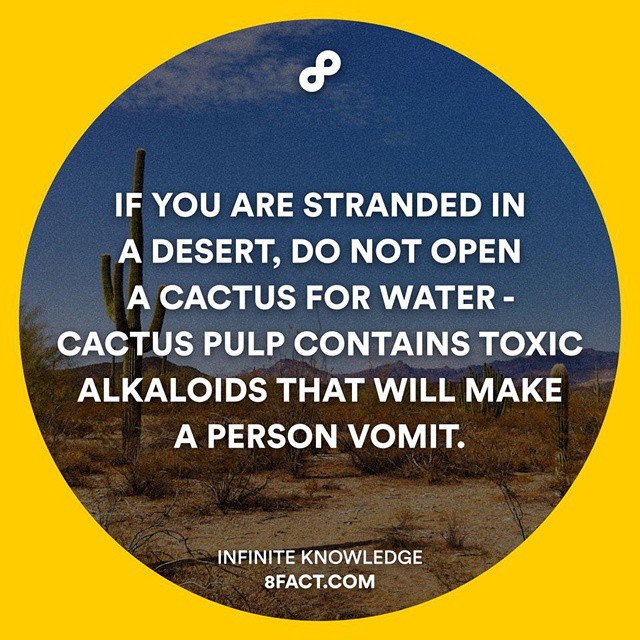 IF YOU ARE STRANDED IN
A DESERT, DO NOT OPEN
A CACTUS FOR WATER -
CACTUS PULP CONTAINS TOXIC
ALKALOIDS THAT WILL MAKE
A PERSON VOMIT.
INFINITE KNOWLEDGE
8FACT.COM